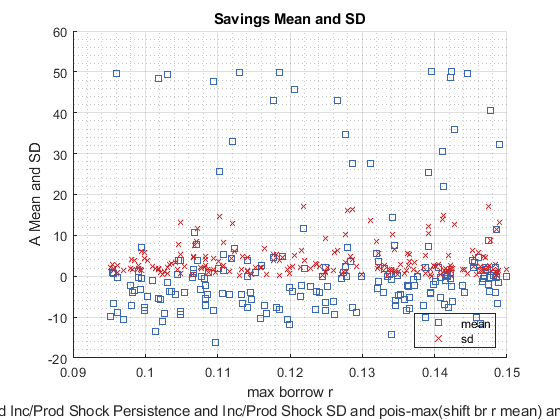 Savings Mean and SD
60
50
40
30
20
10
0
-10
-20
A Mean and SD
mean
sd
0.09
0.1
0.11
0.12
0.13
0.14
0.15
max borrow r
d Inc/Prod Shock Persistence and Inc/Prod Shock SD and pois-max(shift br r mean) a